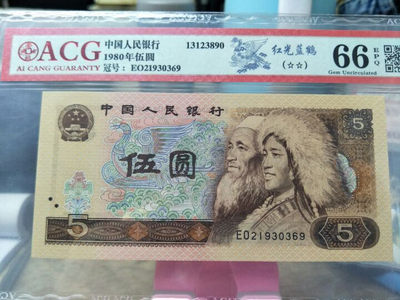 ACG
AI CANG GUARANTY
中国人民银行
1980年伍圆
冠号：EO21930369
13123890
红光蓝鹤
(☆☆)
66 EPQ
Gem Uncirculated
中国人民银行
5
伍圆
5
5
EO21930369